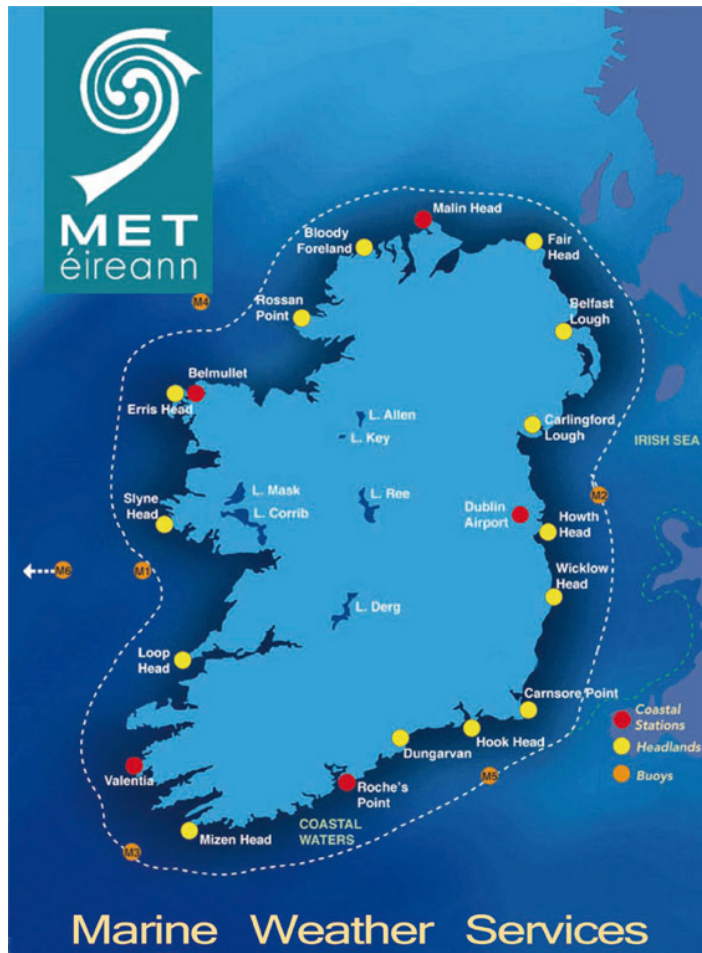 MET
éireann
Malin Head
Bloody
Foreland
Fair
Head
M4
Rossan
Point
Belfast
Lough
Belmullet
Erris Head
L. Allen
L. Key
Carlingford
Lough
IRISH SEA
L. Mask
L. Ree
Slyne
Head
L. Corrib
Dublin
Airport
M2
Howth
Head
M6
M1
Wicklow
Head
L. Derg
Loop
Head
Carnsore Point
Coastal
Stations
Hook Head
Headlands
Dungarvan
Valentia
M5
Buoys
Roche's
Point
COASTAL
WATERS
Mizen Head
M3
Marine Weather Services